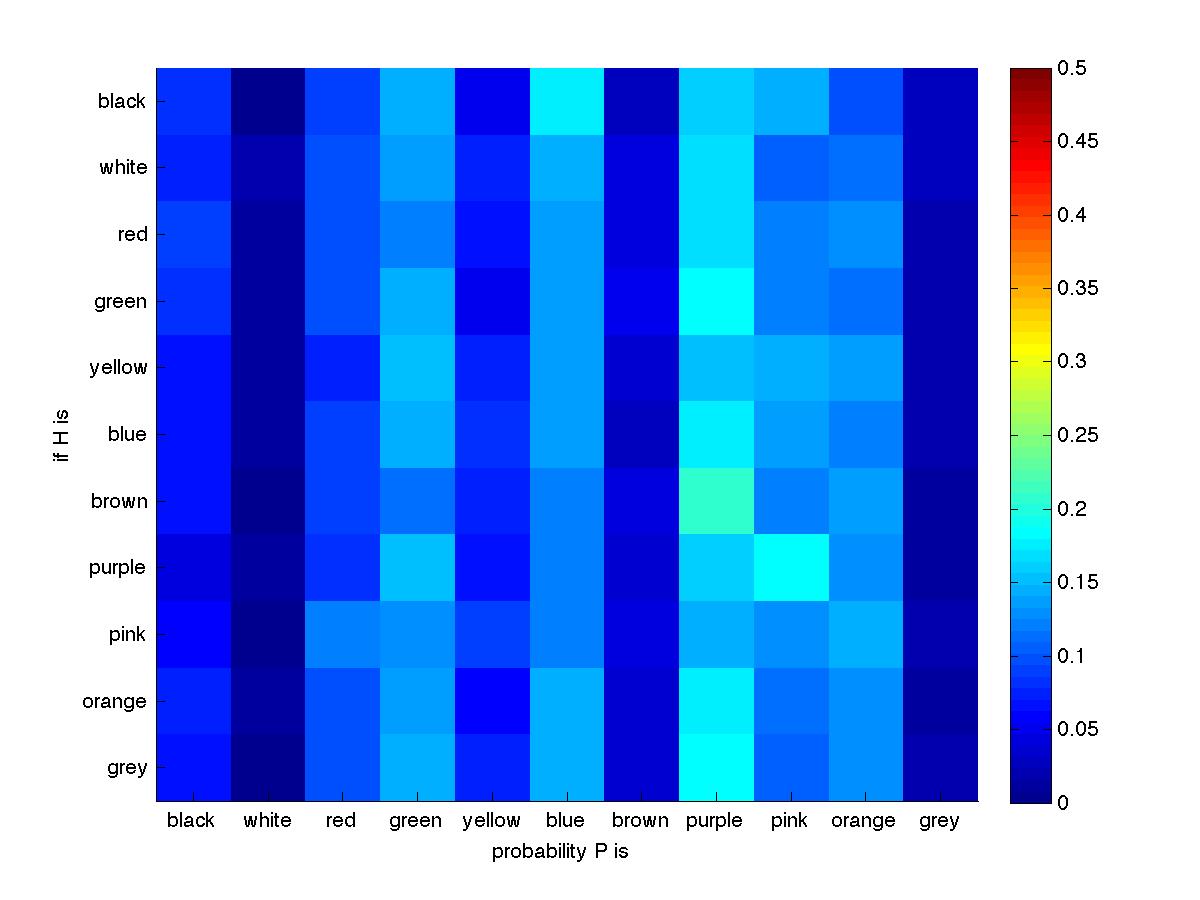 black
white
red
green
yellow
blue
brown
purple
pink
orange
grey
if H is
black white red green yellow blue brown purple pink orange grey
probability P is
0.5
0.45
0.4
0.35
0.3
0.25
0.2
0.15
0.1
0.05
0